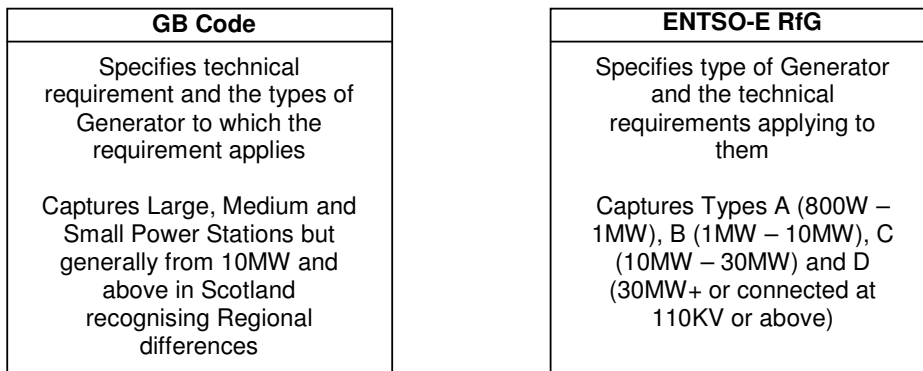 GB Code
Specifies technical
requirement and the types of
Generator to which the
requirement applies
Captures Large, Medium and
Small Power Stations but
generally from 10MW and
above in Scotland
recognising Regional
differences
ENTSO-E RfG
Specifies type of Generator
and the technical
requirements applying to
them
Captures Types A (800W –
1MW), B (1MW – 10MW), C
(10MW – 30MW) and D
(30MW+ or connected at
110KV or above)